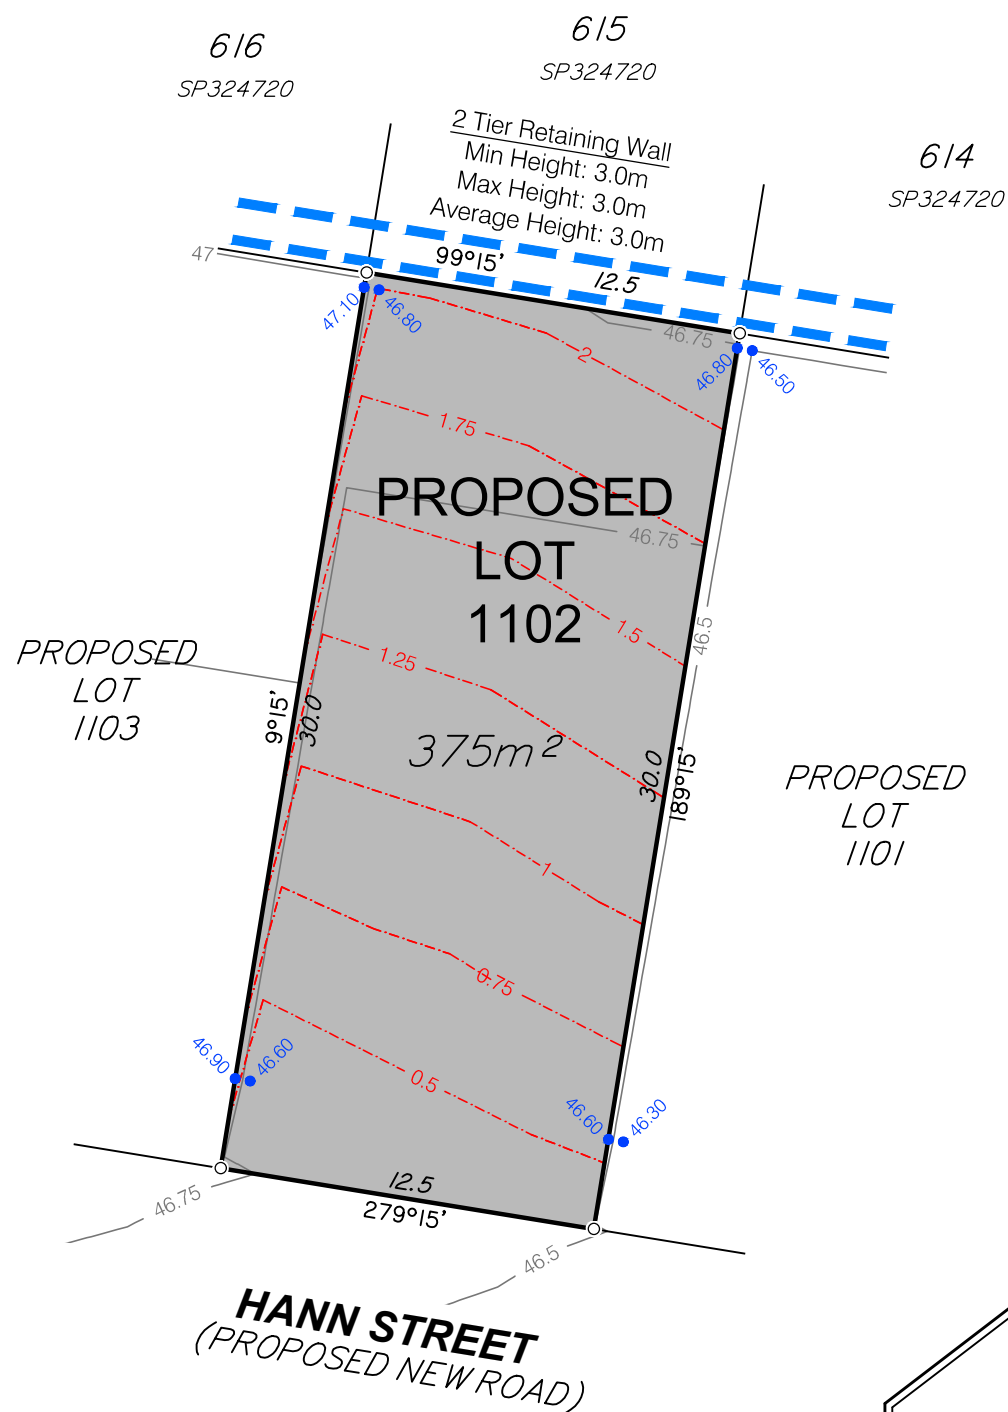 616
SP324720
615
SP324720
614
SP324720
2 Tier Retaining Wall
Min Height: 3.0m
Max Height: 3.0m
Average Height: 3.0m
47
99°15'
12.5
47.10
46.80
46.75
46.80
46.50
2
1.75
PROPOSED
LOT
1102
46.75
1.5
46.5
1.25
PROPOSED
LOT
1103
9°15'
30.0
375m²
30.0
189°15'
PROPOSED
LOT
1101
1
0.75
0.5
46.90
46.60
46.60
46.30
12.5
279°15'
46.75
46.5
HANN STREET
(PROPOSED NEW ROAD)